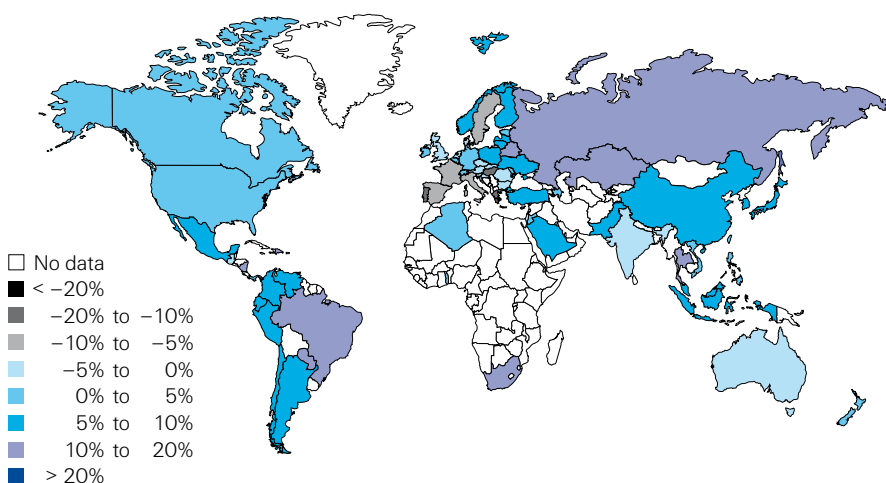 No data
< −20%
−20% to −10%
−10% to −5%
−5% to 0%
0% to 5%
5% to 10%
10% to 20%
> 20%